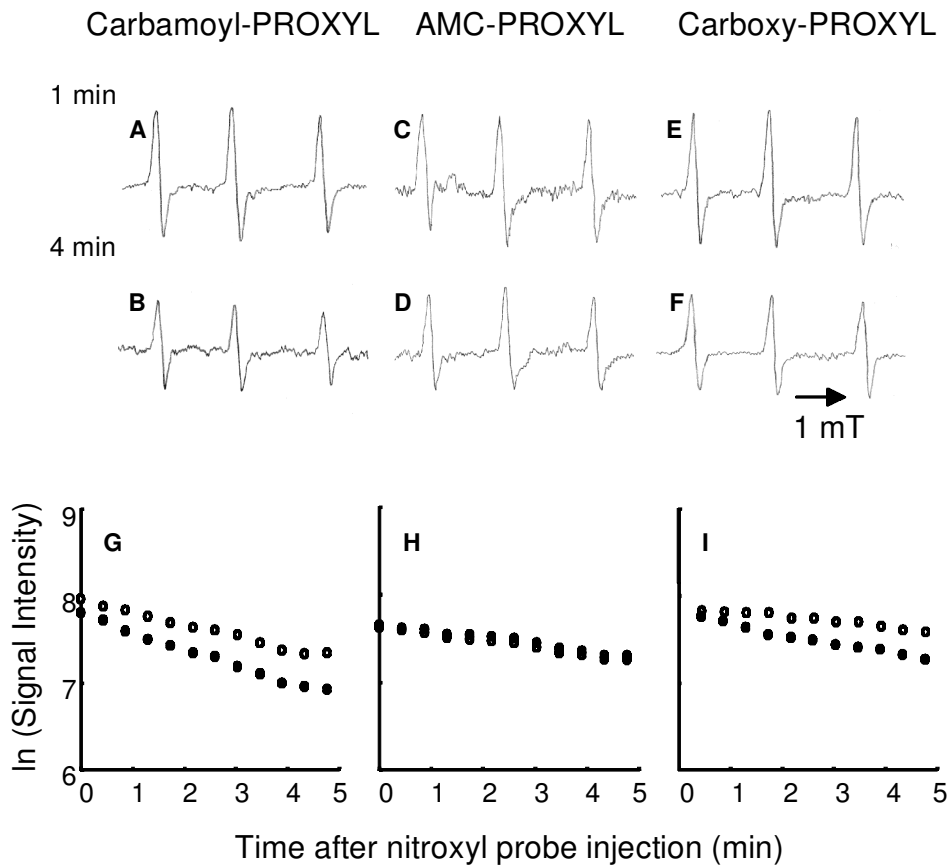 Carbamoyl-PROXYL AMC-PROXYL Carboxy-PROXYL
1 min
A C E
4 min
B D F
1 mT
ln (Signal Intensity)
9
8
7
6
G H I
0 1 2 3 4 5 0 1 2 3 4 5 0 1 2 3 4 5
Time after nitroxyl probe injection (min)